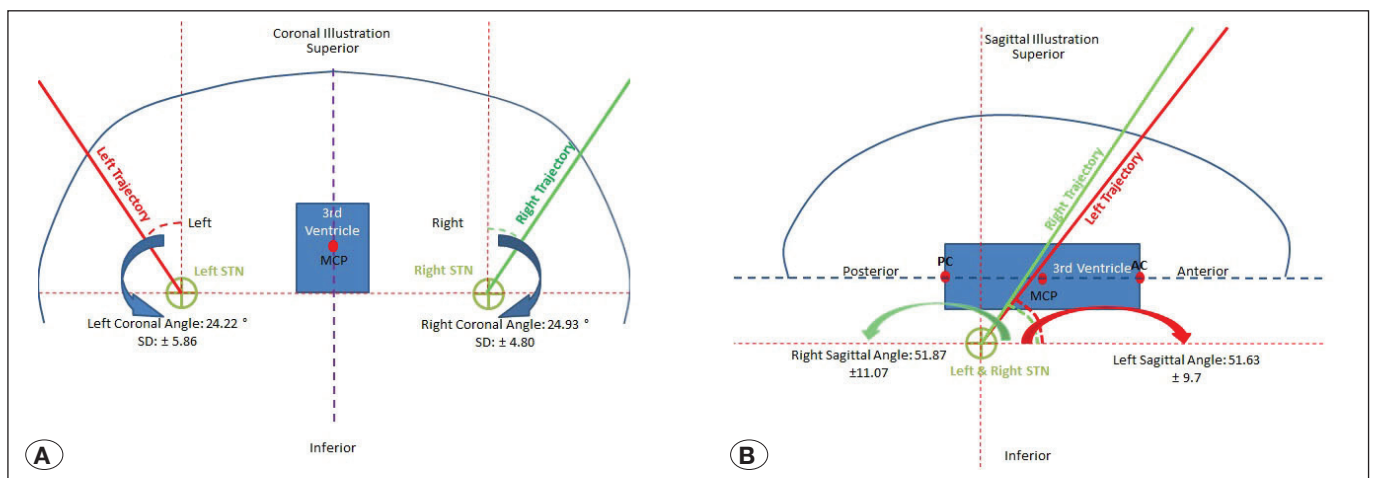 Coronal Illustration
Superior
Left Trajectory
Right Trajectory
Left
Right
3rd
Ventricle
MCP
Left STN
Right STN
Left Coronal Angle: 24.22 °
SD: ± 5.86
Right Coronal Angle: 24.93 °
SD: ± 4.80
Inferior
A
Sagittal Illustration
Superior
Right Trajectory
Left Trajectory
Posterior
PC
3rd Ventricle
AC
Anterior
MCP
Right Sagittal Angle: 51.87
±11.07
Left & Right STN
Left Sagittal Angle: 51.63
± 9.7
Inferior
B